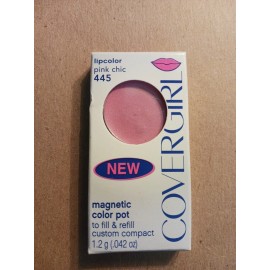 lipcolor
pink chic
445
NEW
magnetic
color pot
to fill & refill
custom compact
1.2 g (.042 oz)
COVERGIRL